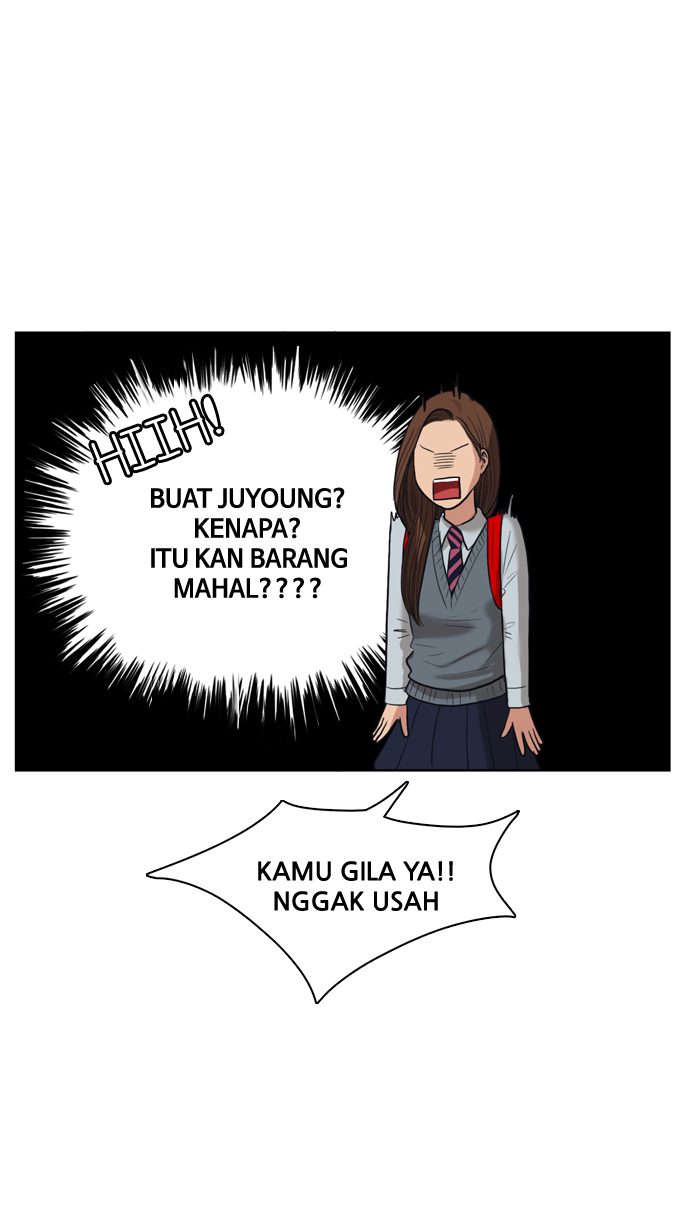 HIIH!
BUAT JUYOUNG?
KENAPA?
ITU KAN BARANG
MAHAL????
KAMU GILA YA!!
NGGAK USAH